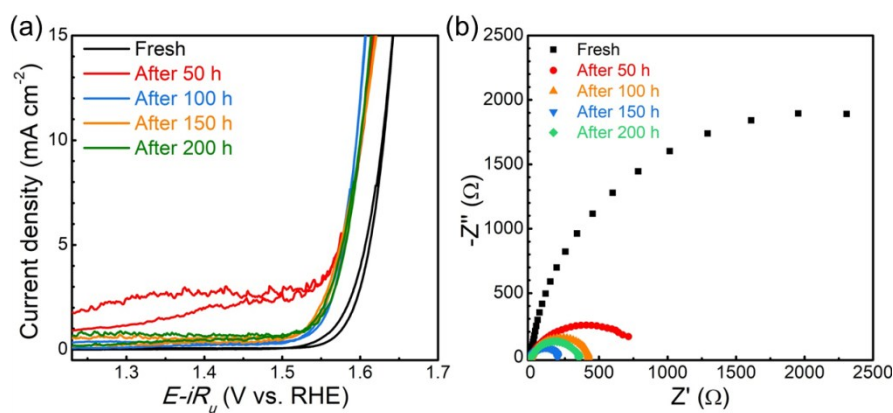 (a)
Fresh
After 50 h
After 100 h
After 150 h
After 200 h
Current density (mA cm⁻²)
15
10
5
0
1.3 1.4 1.5 1.6 1.7
E-iRᵤ (V vs. RHE)
(b)
Fresh
After 50 h
After 100 h
After 150 h
After 200 h
-Z'' (Ω)
2500
2000
1500
1000
500
0
0 500 1000 1500 2000 2500
Z' (Ω)